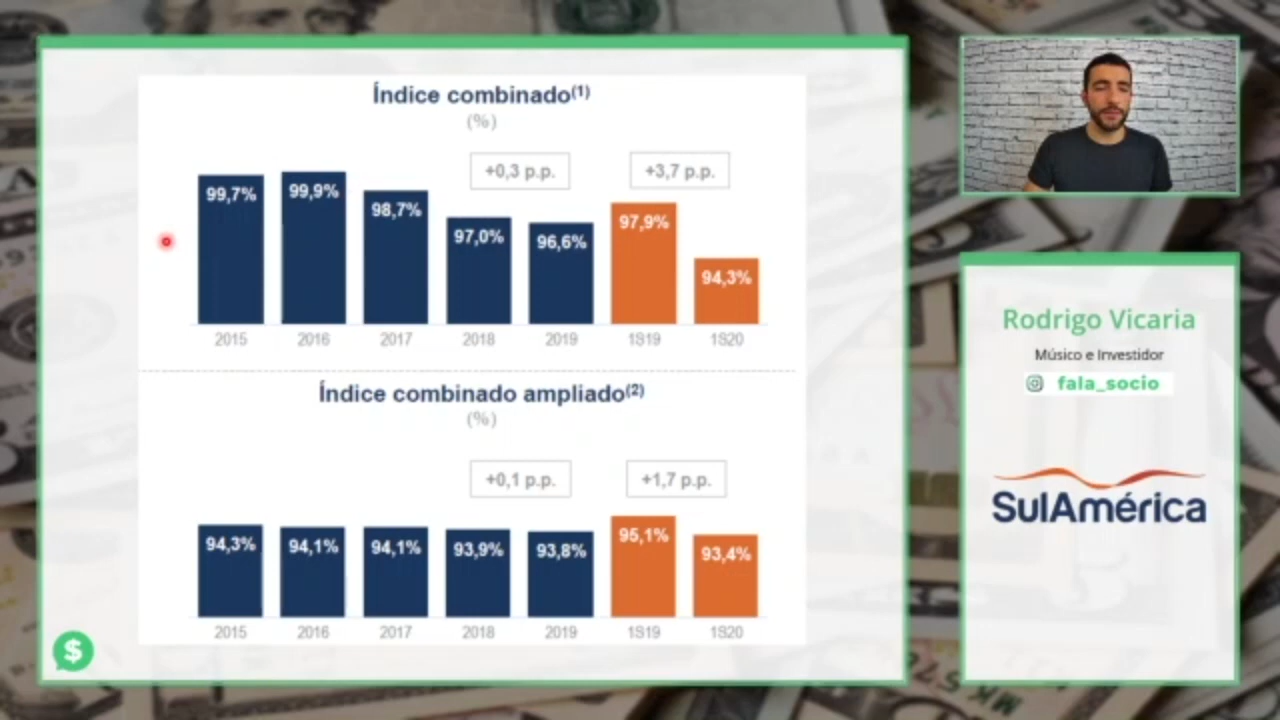 Índice combinado(1)
(%)
+0,3 p.p. +3,7 p.p.
99,7% 99,9% 98,7% 97,0% 96,6% 97,9% 94,3%
2015 2016 2017 2018 2019 1S19 1S20
Índice combinado ampliado(2)
(%)
+0,1 p.p. +1,7 p.p.
94,3% 94,1% 94,1% 93,9% 93,8% 95,1% 93,4%
2015 2016 2017 2018 2019 1S19 1S20
$
Rodrigo Vicaria
Músico e Investidor
fala_socio
SulAmérica